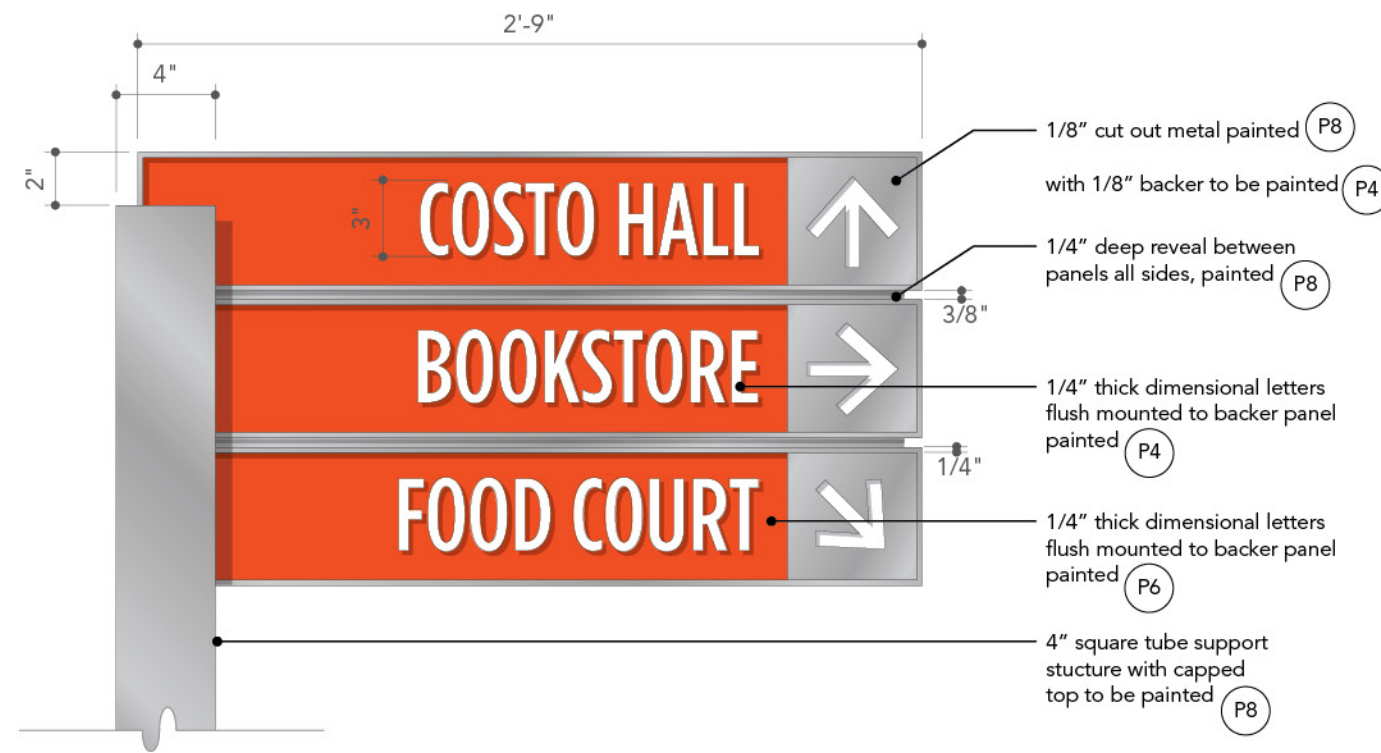 2'-9"
4"
2"
3"
COSTO HALL
BOOKSTORE
FOOD COURT
3/8"
1/4"
1/8” cut out metal painted P8
with 1/8” backer to be painted P4
1/4” deep reveal between
panels all sides, painted P8
1/4” thick dimensional letters
flush mounted to backer panel
painted P4
1/4” thick dimensional letters
flush mounted to backer panel
painted P6
4” square tube support
stucture with capped
top to be painted P8